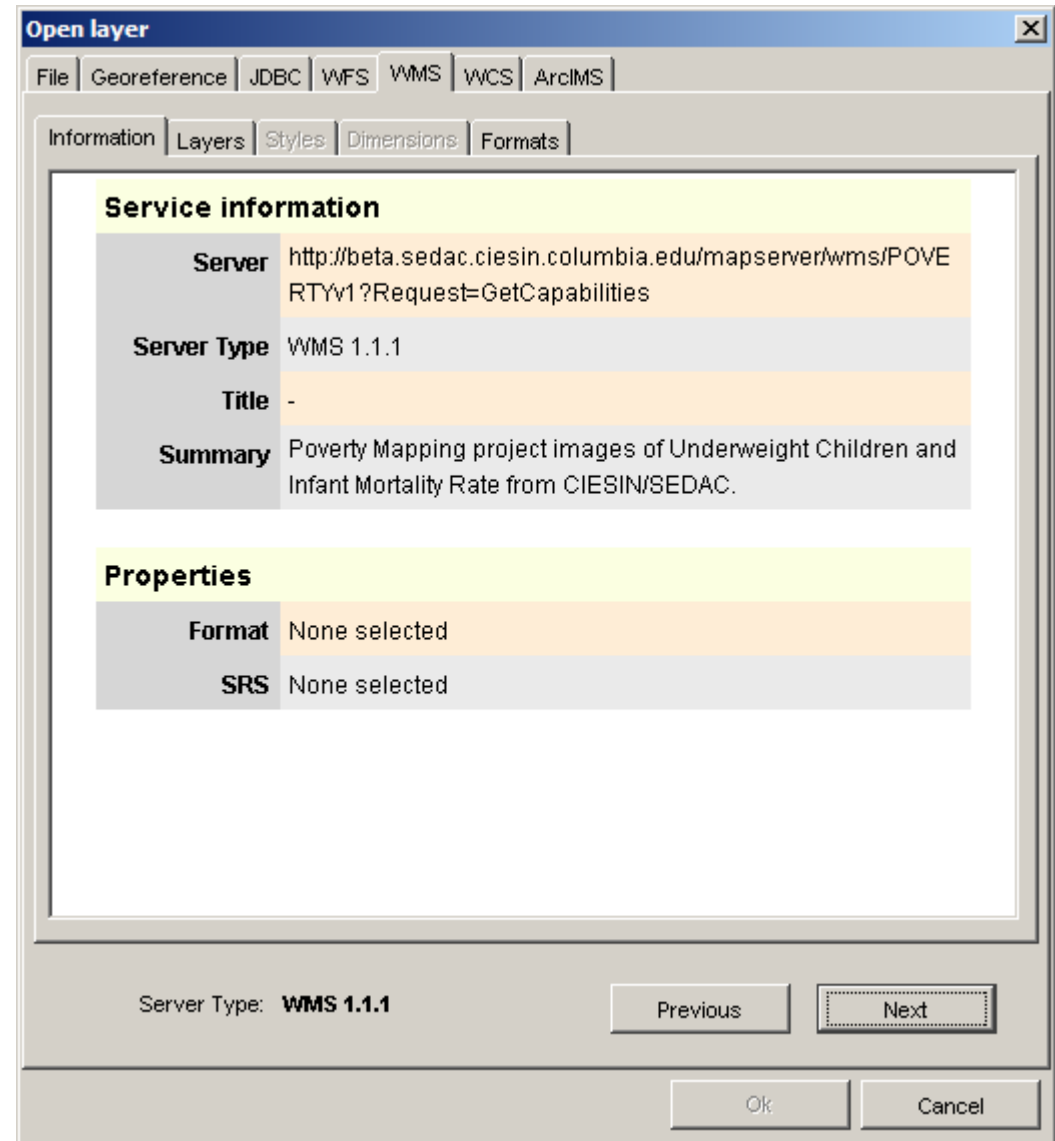 Open layer
File Georeference JDBC WFS WMS WCS ArcIMS
Information Layers Styles Dimensions Formats
Service information
Server http://beta.sedac.ciesin.columbia.edu/mapserver/wms/POVE
RTYv1?Request=GetCapabilities
Server Type WMS 1.1.1
Title -
Summary Poverty Mapping project images of Underweight Children and
Infant Mortality Rate from CIESIN/SEDAC.
Properties
Format None selected
SRS None selected
Server Type: WMS 1.1.1 Previous Next
Ok Cancel